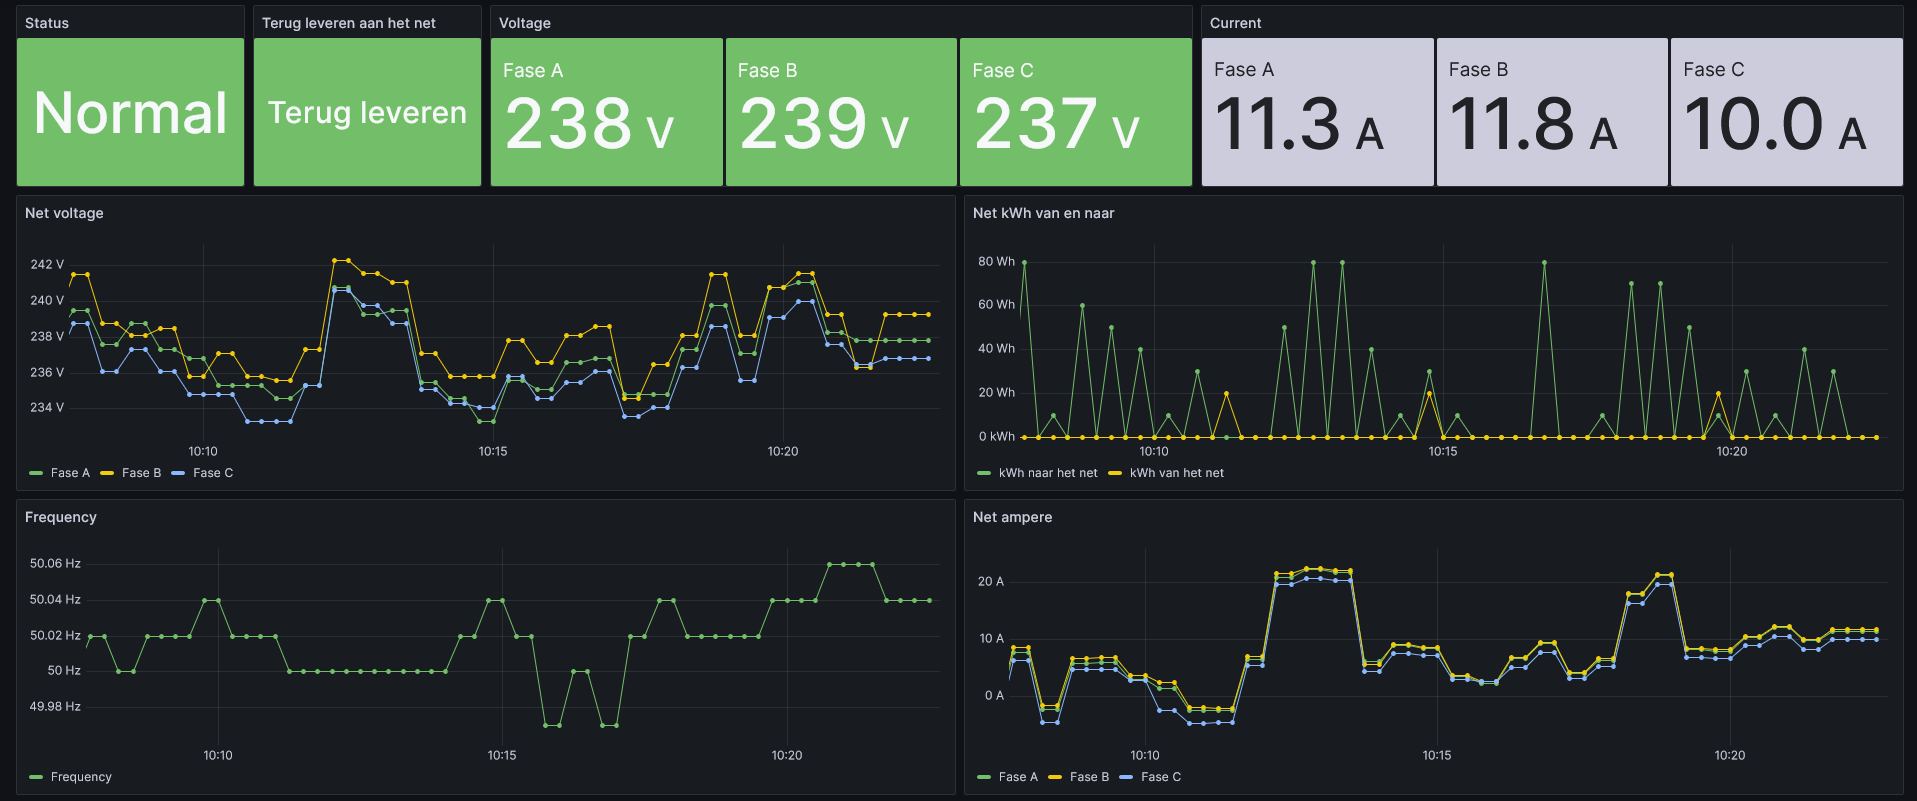 Status
Normal
Terug leveren aan het net
Terug leveren
Voltage
Fase A
238 V
Fase B
239 V
Fase C
237 V
Current
Fase A
11.3 A
Fase B
11.8 A
Fase C
10.0 A
Net voltage
242 V
240 V
238 V
236 V
234 V
10:10 10:15 10:20
Fase A Fase B Fase C
Net kWh van en naar
80 Wh
60 Wh
40 Wh
20 Wh
0 kWh
10:10 10:15 10:20
kWh naar het net kWh van het net
Frequency
50.06 Hz
50.04 Hz
50.02 Hz
50 Hz
49.98 Hz
10:10 10:15 10:20
Frequency
Net ampere
20 A
10 A
0 A
10:10 10:15 10:20
Fase A Fase B Fase C